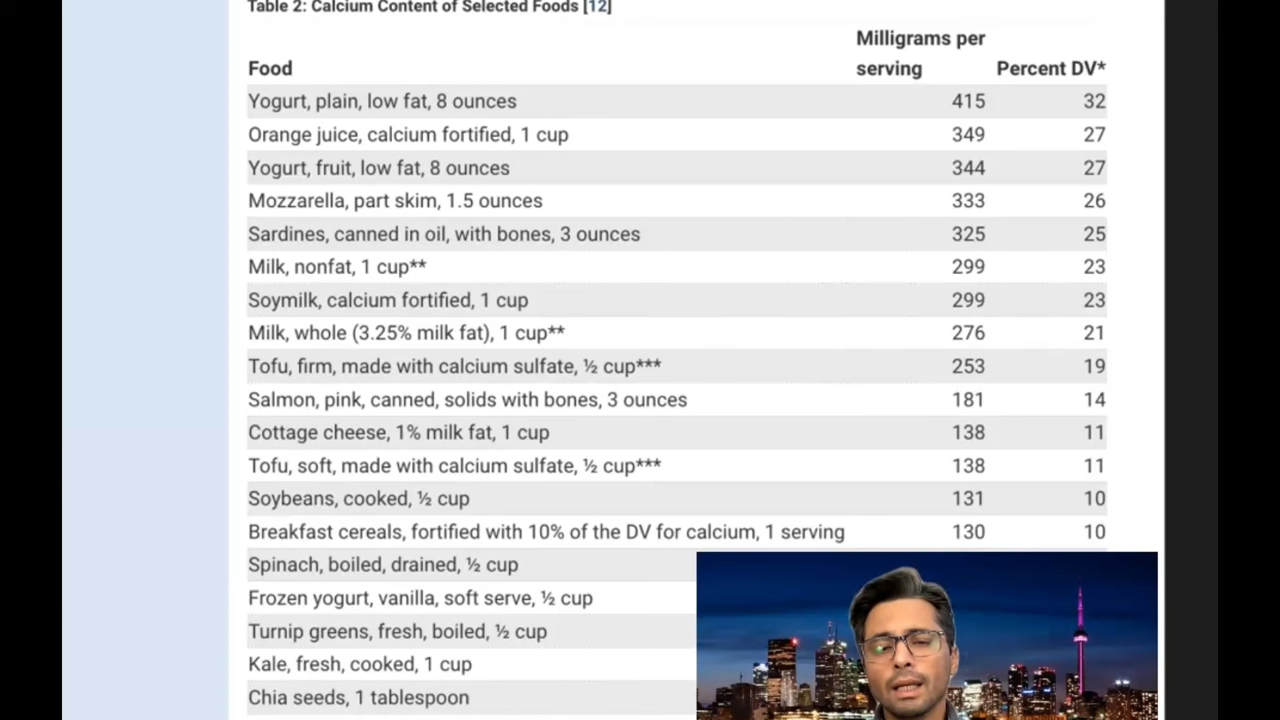 Table 2: Calcium Content of Selected Foods [12]
Food Milligrams per serving Percent DV*
Yogurt, plain, low fat, 8 ounces 415 32
Orange juice, calcium fortified, 1 cup 349 27
Yogurt, fruit, low fat, 8 ounces 344 27
Mozzarella, part skim, 1.5 ounces 333 26
Sardines, canned in oil, with bones, 3 ounces 325 25
Milk, nonfat, 1 cup** 299 23
Soymilk, calcium fortified, 1 cup 299 23
Milk, whole (3.25% milk fat), 1 cup** 276 21
Tofu, firm, made with calcium sulfate, ½ cup*** 253 19
Salmon, pink, canned, solids with bones, 3 ounces 181 14
Cottage cheese, 1% milk fat, 1 cup 138 11
Tofu, soft, made with calcium sulfate, ½ cup*** 138 11
Soybeans, cooked, ½ cup 131 10
Breakfast cereals, fortified with 10% of the DV for calcium, 1 serving 130 10
Spinach, boiled, drained, ½ cup
Frozen yogurt, vanilla, soft serve, ½ cup
Turnip greens, fresh, boiled, ½ cup
Kale, fresh, cooked, 1 cup
Chia seeds, 1 tablespoon